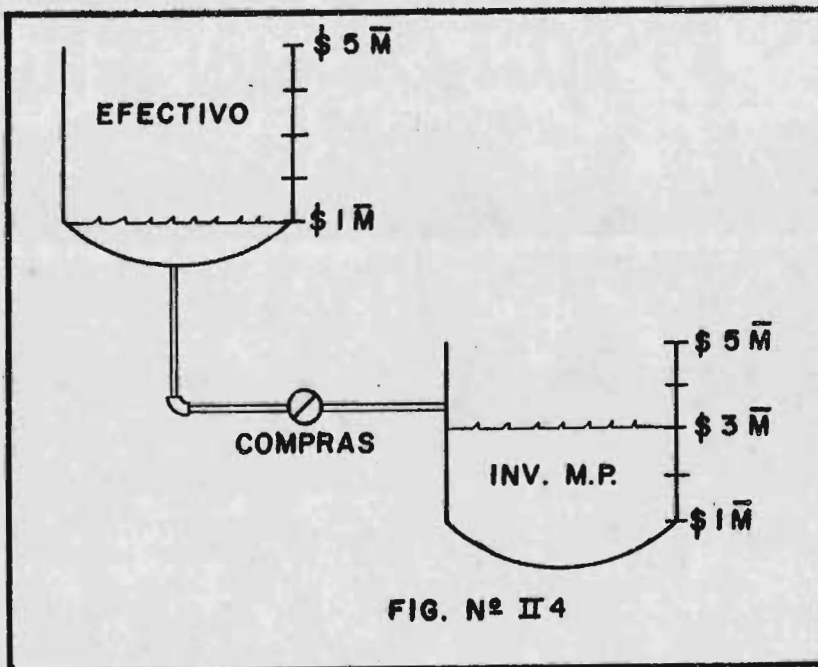 $ 5 M̅
EFECTIVO
$ 1 M̅
$ 5 M̅
COMPRAS
$ 3 M̅
INV. M.P.
$ 1 M̅
FIG. Nº II 4